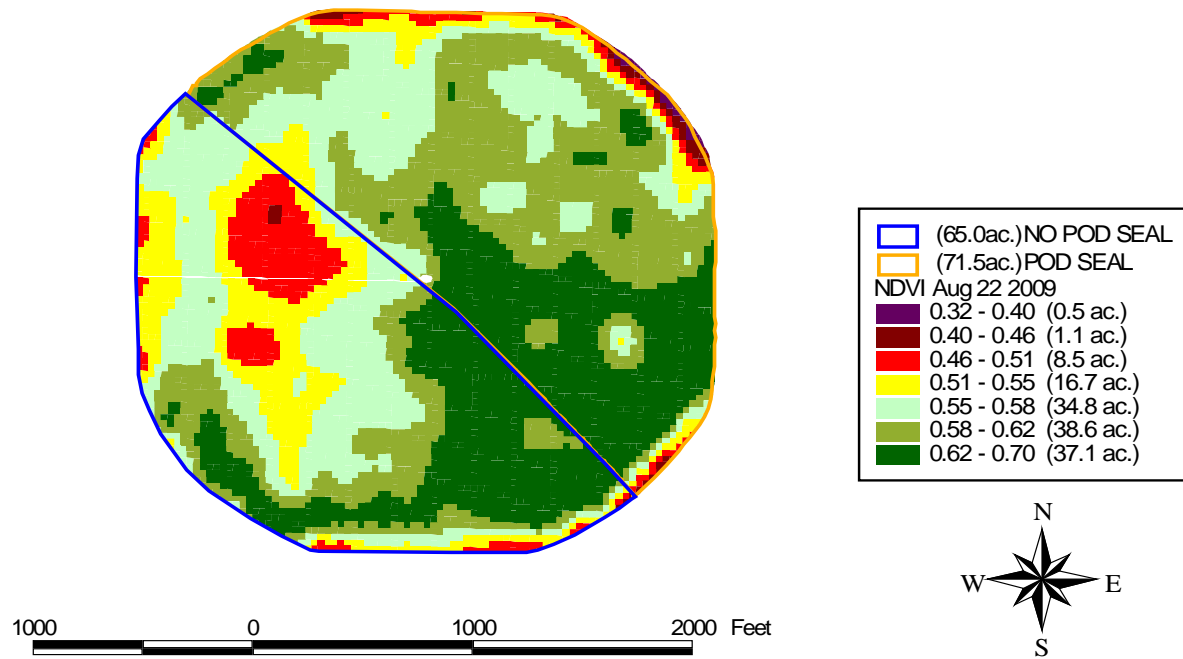 (65.0ac.) NO POD SEAL
(71.5ac.) POD SEAL
NDVI Aug 22 2009
0.32 - 0.40 (0.5 ac.)
0.40 - 0.46 (1.1 ac.)
0.46 - 0.51 (8.5 ac.)
0.51 - 0.55 (16.7 ac.)
0.55 - 0.58 (34.8 ac.)
0.58 - 0.62 (38.6 ac.)
0.62 - 0.70 (37.1 ac.)
N
W E
S
1000 0 1000 2000 Feet